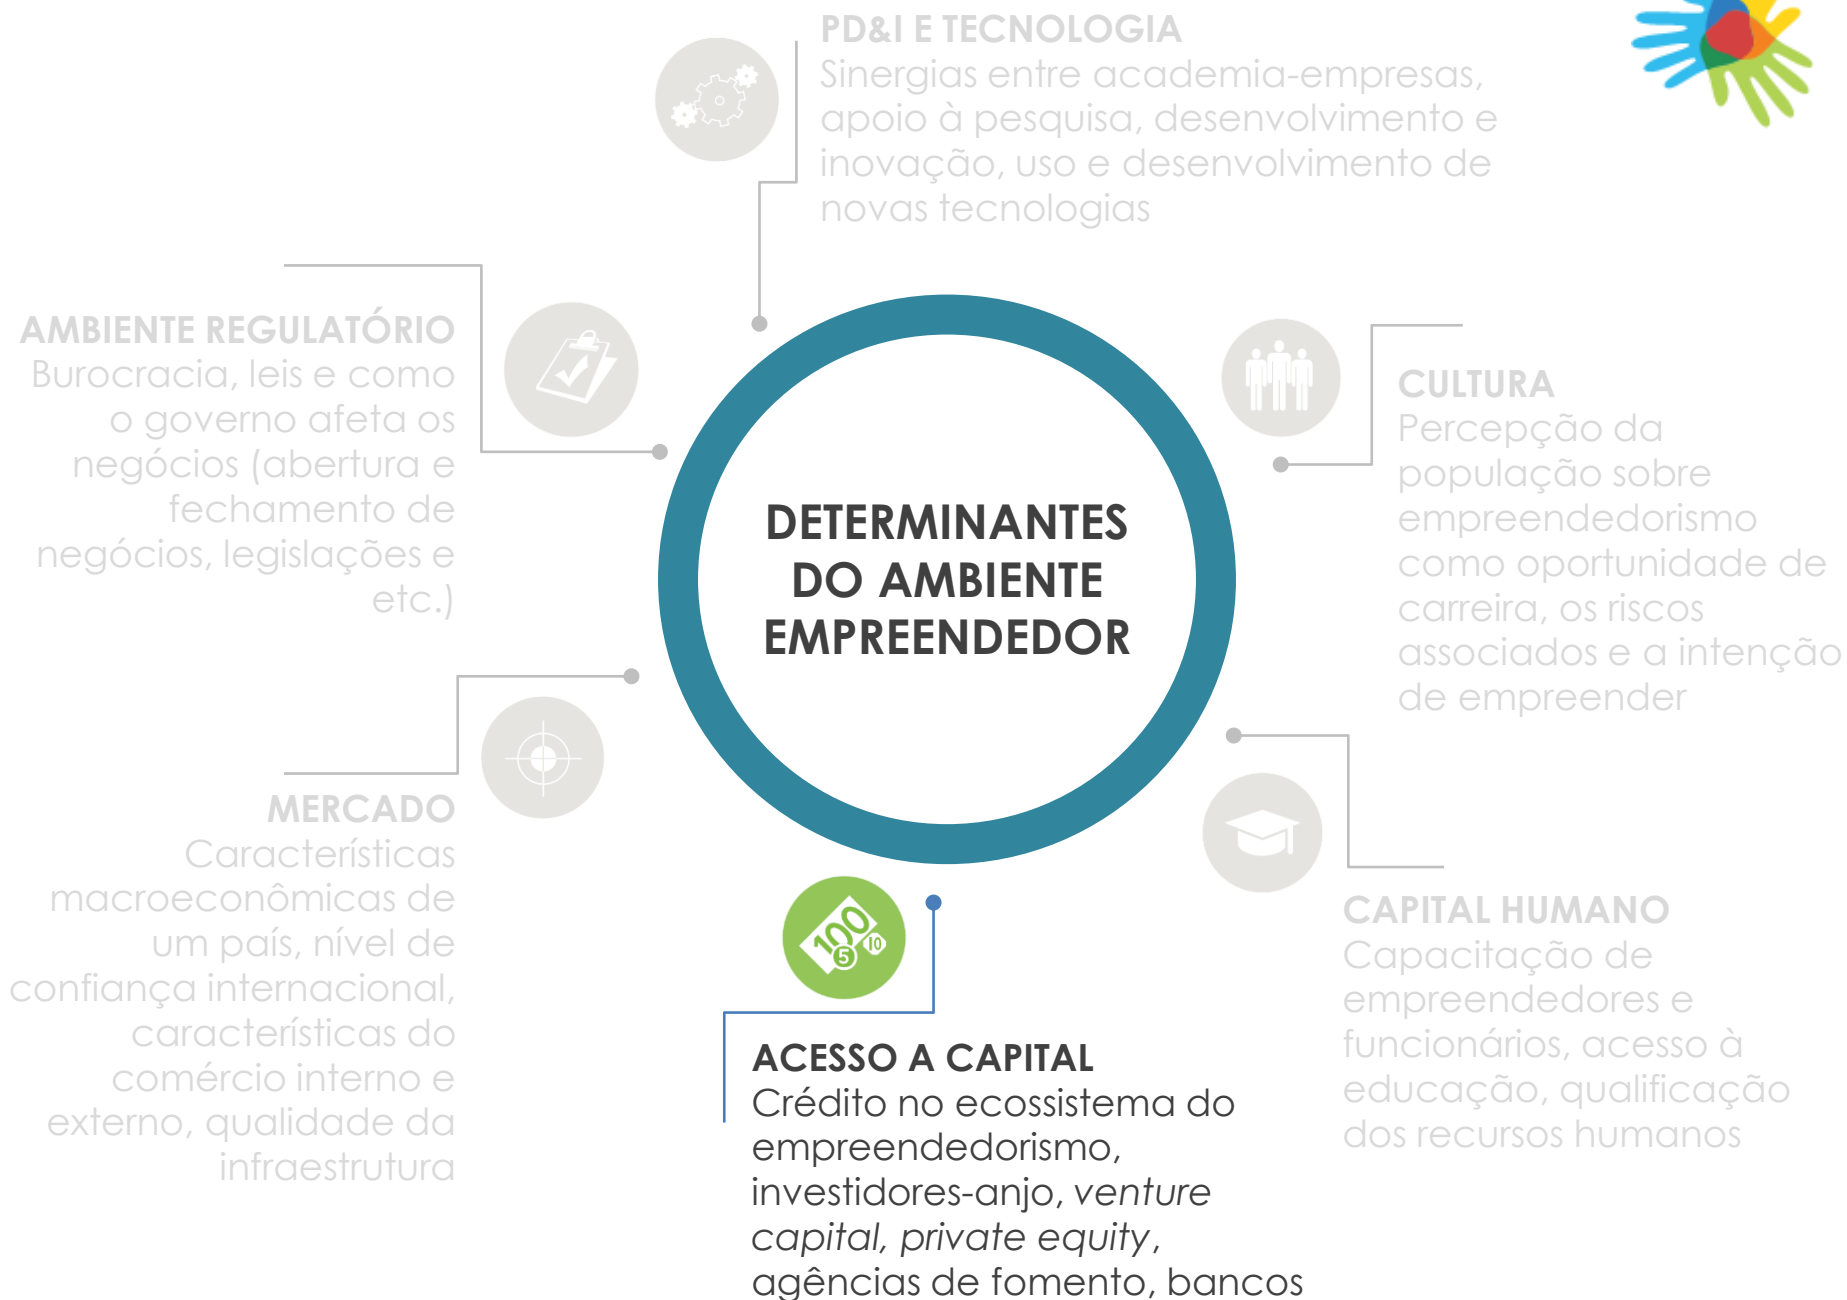 PD&I E TECNOLOGIA
Sinergias entre academia-empresas,
apoio à pesquisa, desenvolvimento e
inovação, uso e desenvolvimento de
novas tecnologias
AMBIENTE REGULATÓRIO
Burocracia, leis e como
o governo afeta os
negócios (abertura e
fechamento de
negócios, legislações e
etc.)
CULTURA
Percepção da
população sobre
empreendedorismo
como oportunidade de
carreira, os riscos
associados e a intenção
de empreender
DETERMINANTES
DO AMBIENTE
EMPREENDEDOR
MERCADO
Características
macroeconômicas de
um país, nível de
confiança internacional,
características do
comércio interno e
externo, qualidade da
infraestrutura
CAPITAL HUMANO
Capacitação de
empreendedores e
funcionários, acesso à
educação, qualificação
dos recursos humanos
100
5
10
ACESSO A CAPITAL
Crédito no ecossistema do
empreendedorismo,
investidores-anjo, venture
capital, private equity,
agências de fomento, bancos